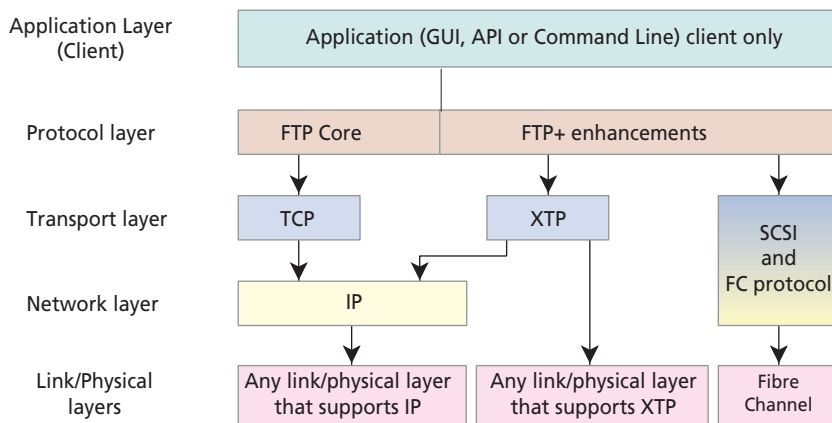 Application Layer
(Client)
Application (GUI, API or Command Line) client only
Protocol layer
FTP Core
FTP+ enhancements
Transport layer
TCP
XTP
SCSI
and
FC protocol
Network layer
IP
Link/Physical
layers
Any link/physical layer
that supports IP
Any link/physical layer
that supports XTP
Fibre
Channel